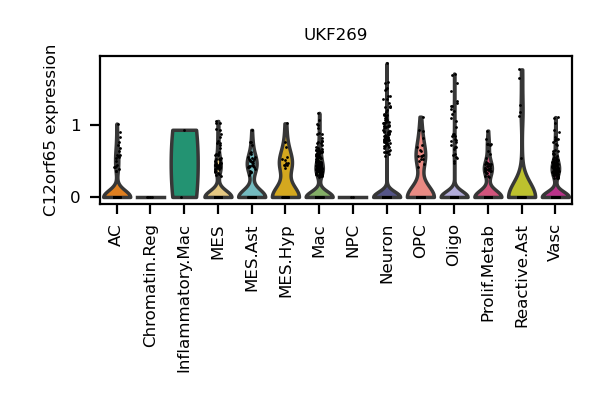 UKF269
C12orf65 expression
1
0
AC
Chromatin.Reg
Inflammatory.Mac
MES
MES.Ast
MES.Hyp
Mac
NPC
Neuron
OPC
Oligo
Prolif.Metab
Reactive.Ast
Vasc